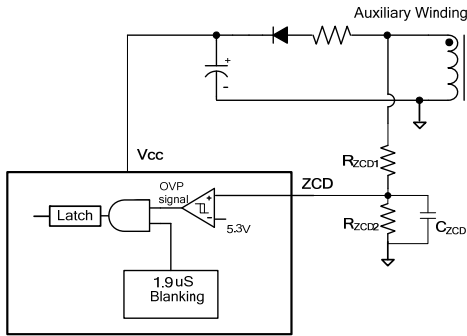 Auxiliary Winding
+
-
Vcc
RZCD1
ZCD
OVP
signal
+
-
5.3V
Latch
RZCD2
CZCD
1.9uS
Blanking